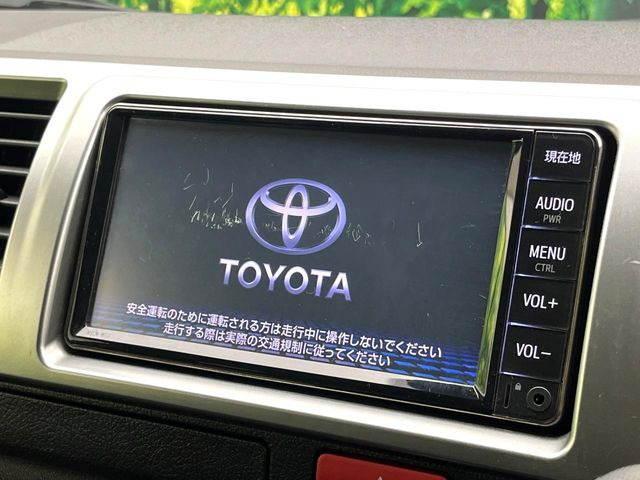 現在地
AUDIO
PWR
MENU
CTRL
VOL+
VOL-
TOYOTA
安全運転のために運転される方は走行中に操作しないでください
走行する際は実際の交通規制に従ってください